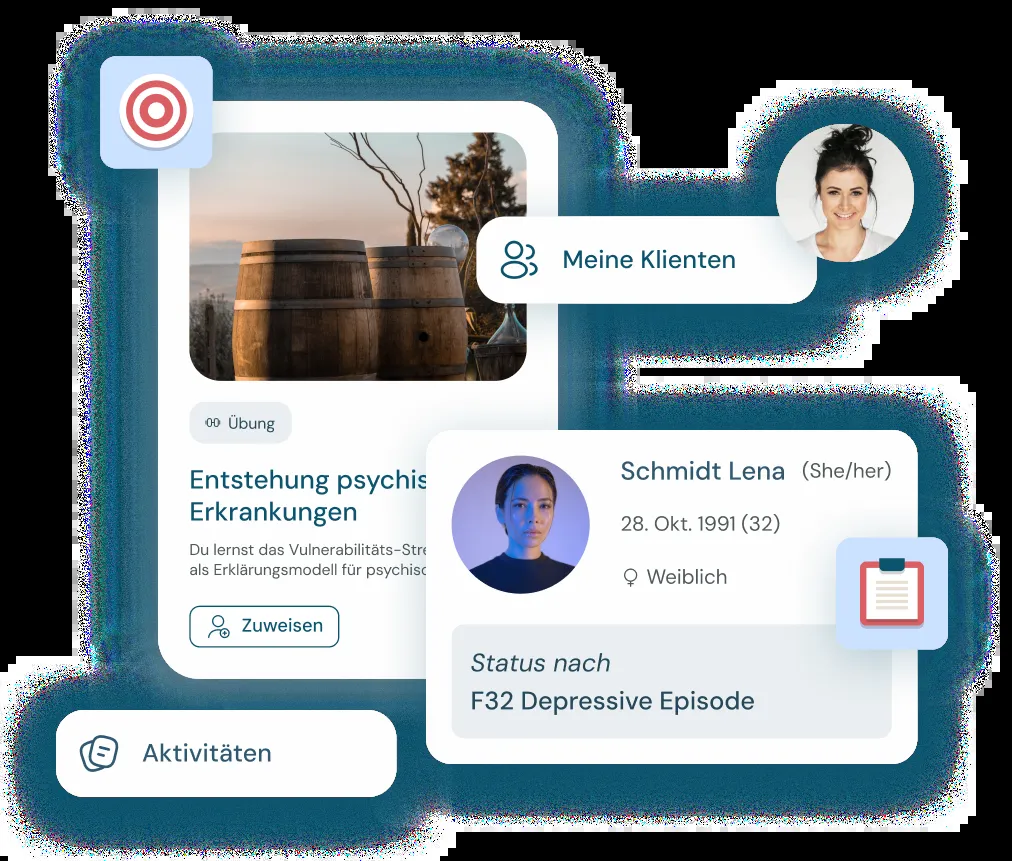 Meine Klienten
Übung
Entstehung psychis
Erkrankungen
Du lernst das Vulnerabilitäts-Stre
als Erklärungsmodell für psychisc
Zuweisen
Schmidt Lena (She/her)
28. Okt. 1991 (32)
Weiblich
Status nach
F32 Depressive Episode
Aktivitäten